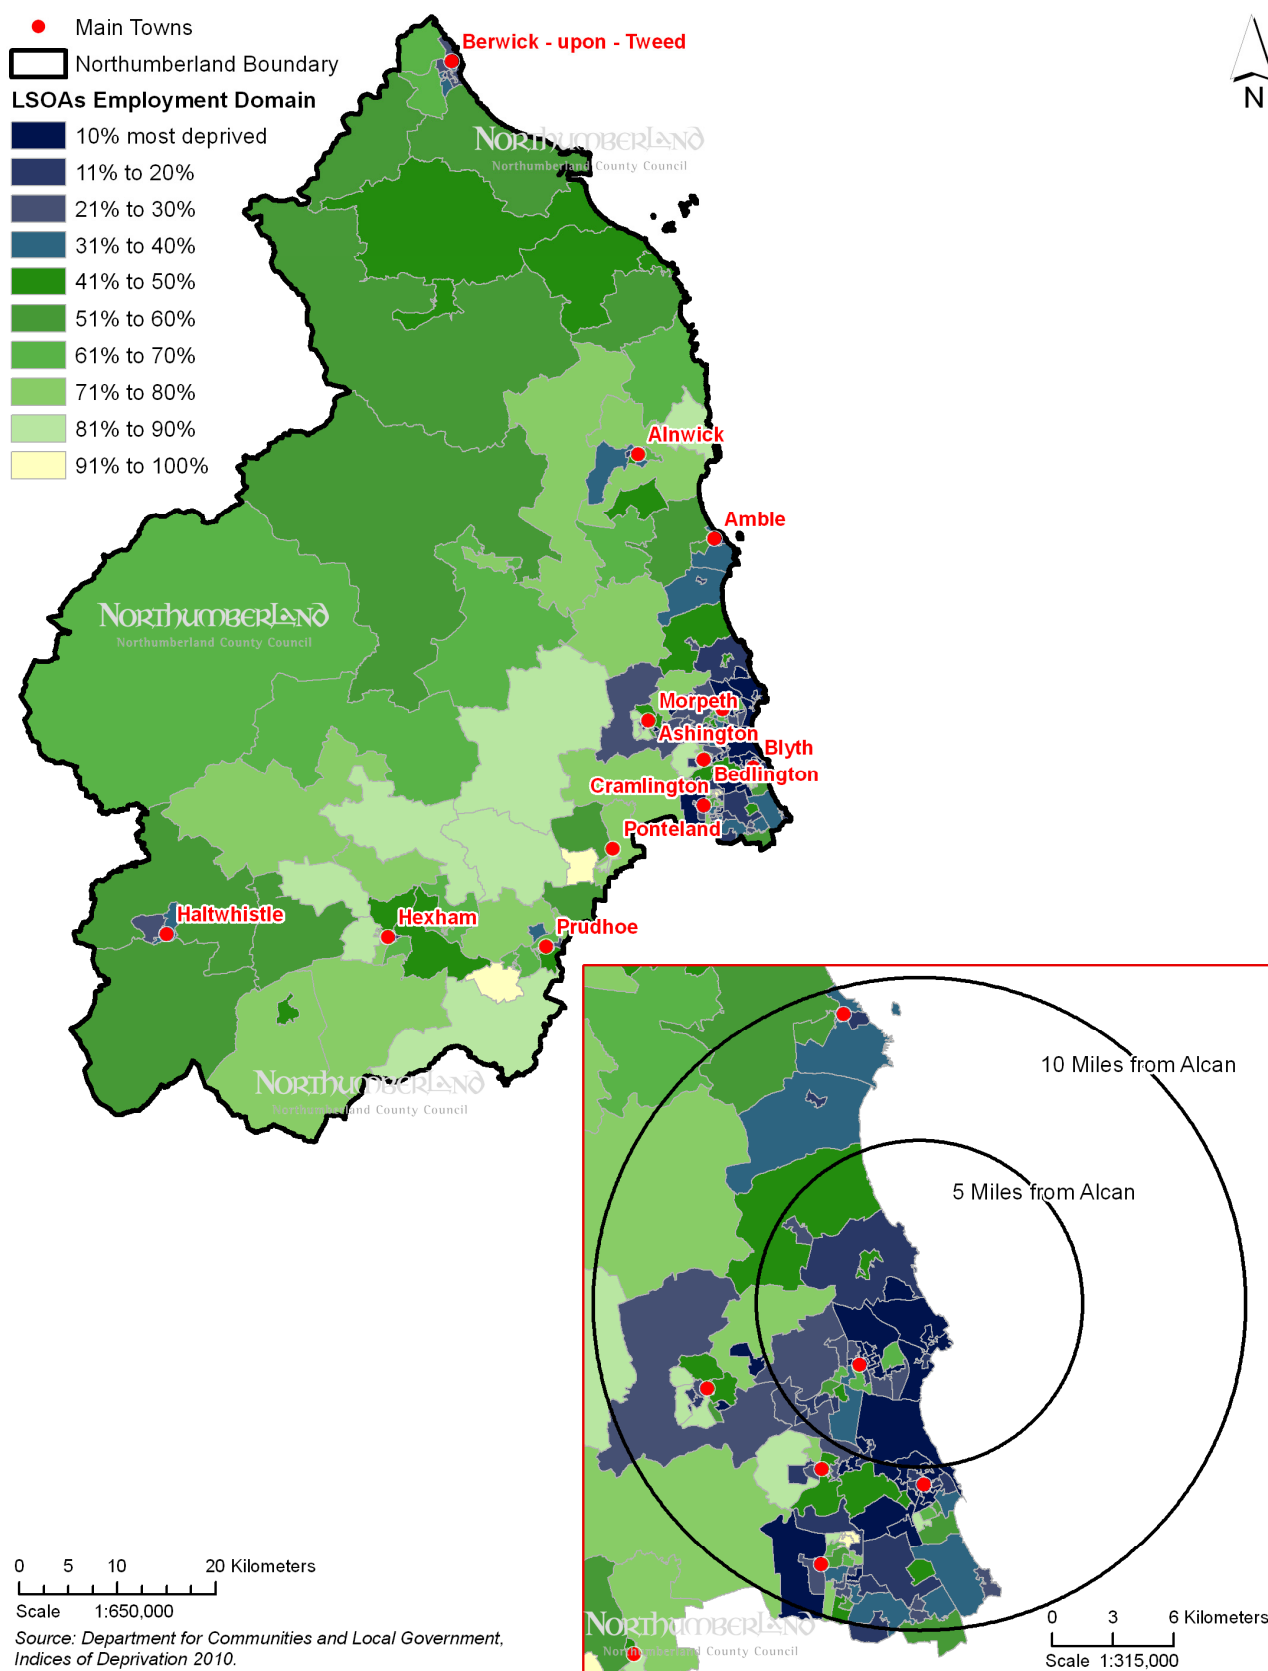 Main Towns
Northumberland Boundary
LSOAs Employment Domain
10% most deprived
11% to 20%
21% to 30%
31% to 40%
41% to 50%
51% to 60%
61% to 70%
71% to 80%
81% to 90%
91% to 100%
N
Berwick - upon - Tweed
NORTHUMBERLAND
Northumberland County Council
Alnwick
Amble
NORTHUMBERLAND
Northumberland County Council
Morpeth
Ashington
Blyth
Bedlington
Cramlington
Ponteland
Haltwhistle
Hexham
Prudhoe
NORTHUMBERLAND
Northumberland County Council
10 Miles from Alcan
5 Miles from Alcan
NORTHUMBERLAND
Northumberland County Council
0 3 6 Kilometers
Scale 1:315,000
0 5 10 20 Kilometers
Scale 1:650,000
Source: Department for Communities and Local Government,
Indices of Deprivation 2010.